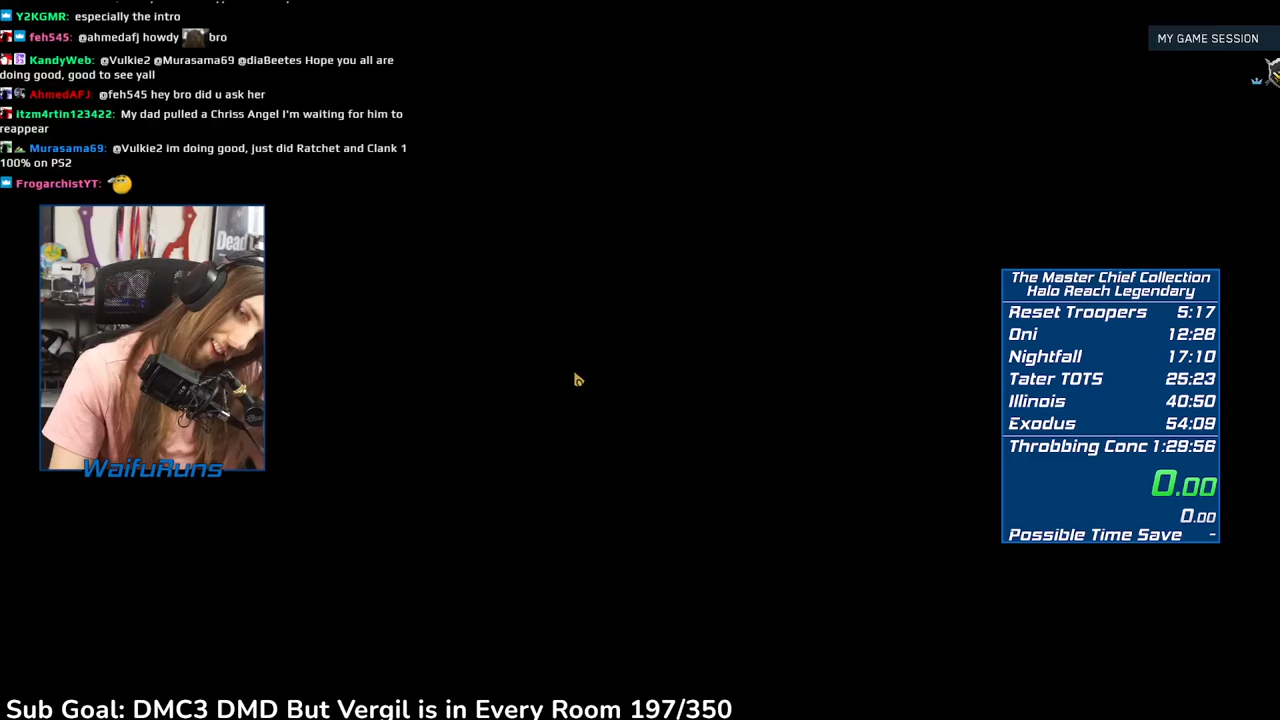 Y2KGMR: especially the intro
feh545: @ahmedafj howdy bro
KandyWeb: @Vulkie2 @Murasama69 @diaBeetes Hope you all are
doing good, good to see yall
AhmedAFJ: @feh545 hey bro did u ask her
itzm4rtin123422: My dad pulled a Chriss Angel I'm waiting for him to
reappear
Murasama69: @Vulkie2 im doing good, just did Ratchet and Clank 1
100% on PS2
FrogarchistYT:
MY GAME SESSION
WaifuRuns
The Master Chief Collection
Halo Reach Legendary
Reset Troopers 5:17
Oni 12:28
Nightfall 17:10
Tater TOTS 25:23
Illinois 40:50
Exodus 54:09
Throbbing Conc 1:29:56
0.00
0.00
Possible Time Save -
Sub Goal: DMC3 DMD But Vergil is in Every Room 197/350